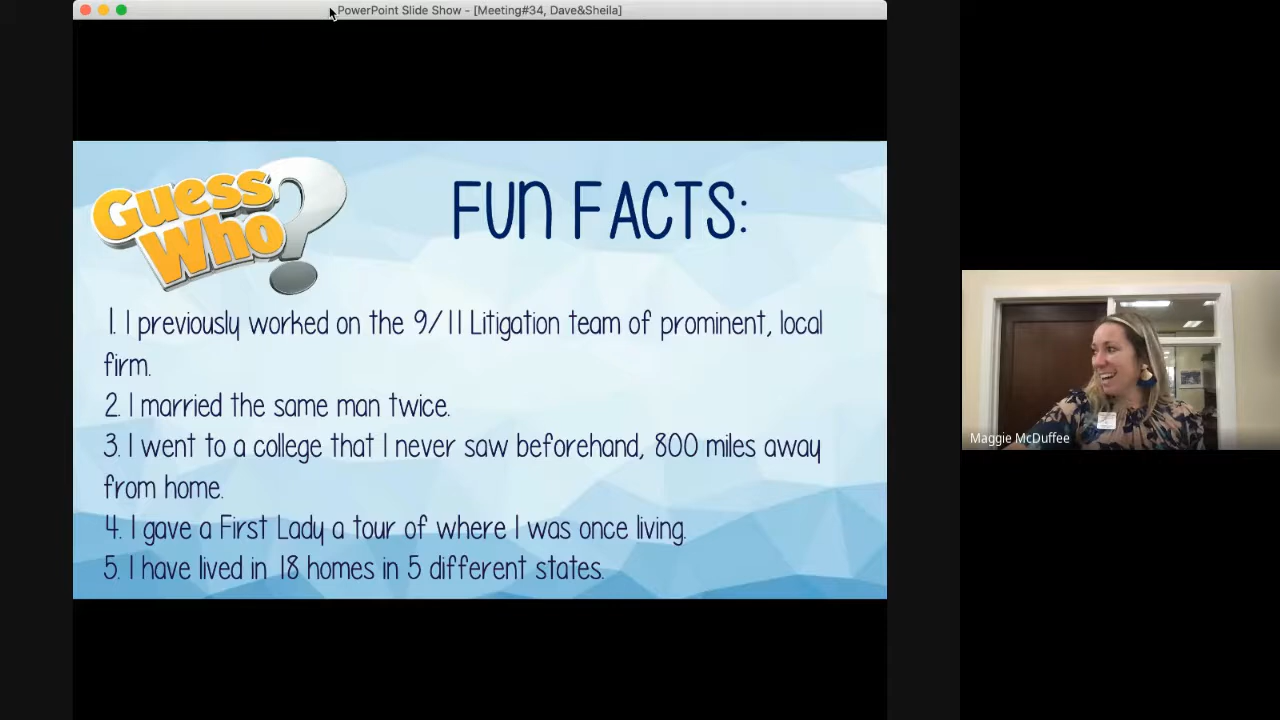 PowerPoint Slide Show - [Meeting#34, Dave&Sheila]
Guess
Who?
FUN FACTS:
1. I previously worked on the 9/11 Litigation team of prominent, local
firm.
2. I married the same man twice.
3. I went to a college that I never saw beforehand, 800 miles away
from home.
4. I gave a First Lady a tour of where I was once living.
5. I have lived in 18 homes in 5 different states.
Maggie McDuffee